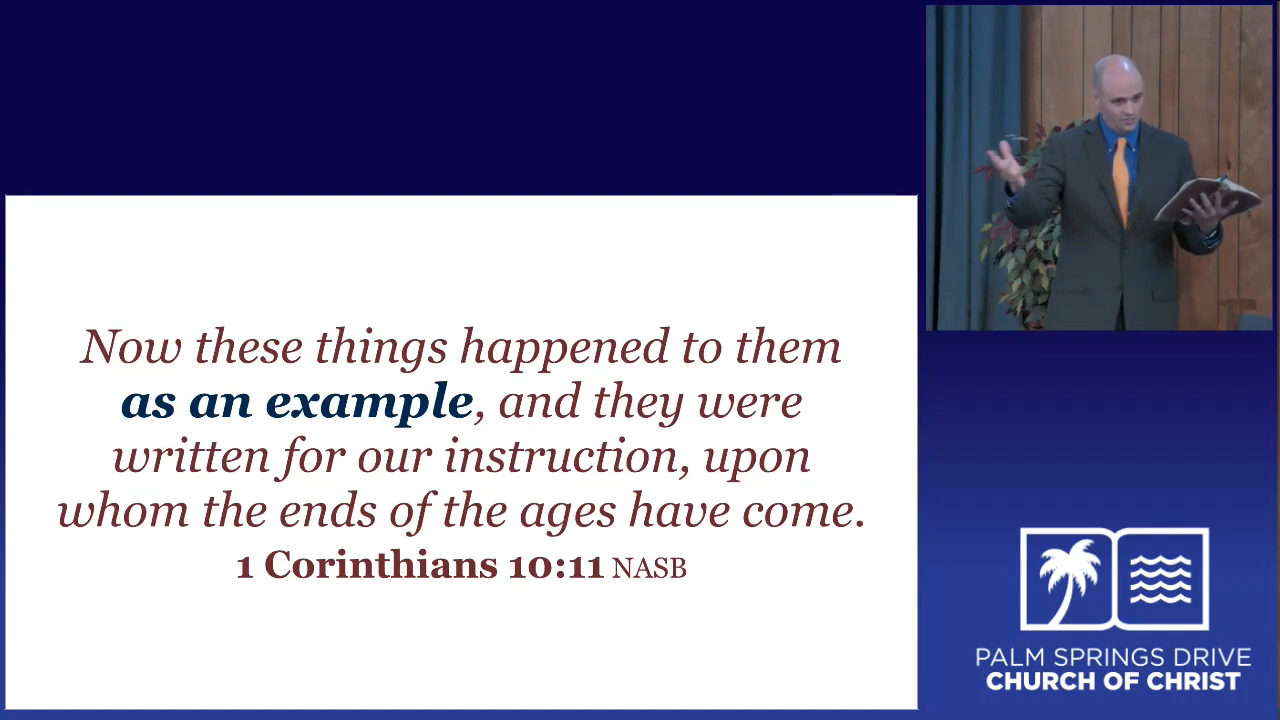 Now these things happened to them
as an example, and they were
written for our instruction, upon
whom the ends of the ages have come.
1 Corinthians 10:11 NASB
PALM SPRINGS DRIVE
CHURCH OF CHRIST